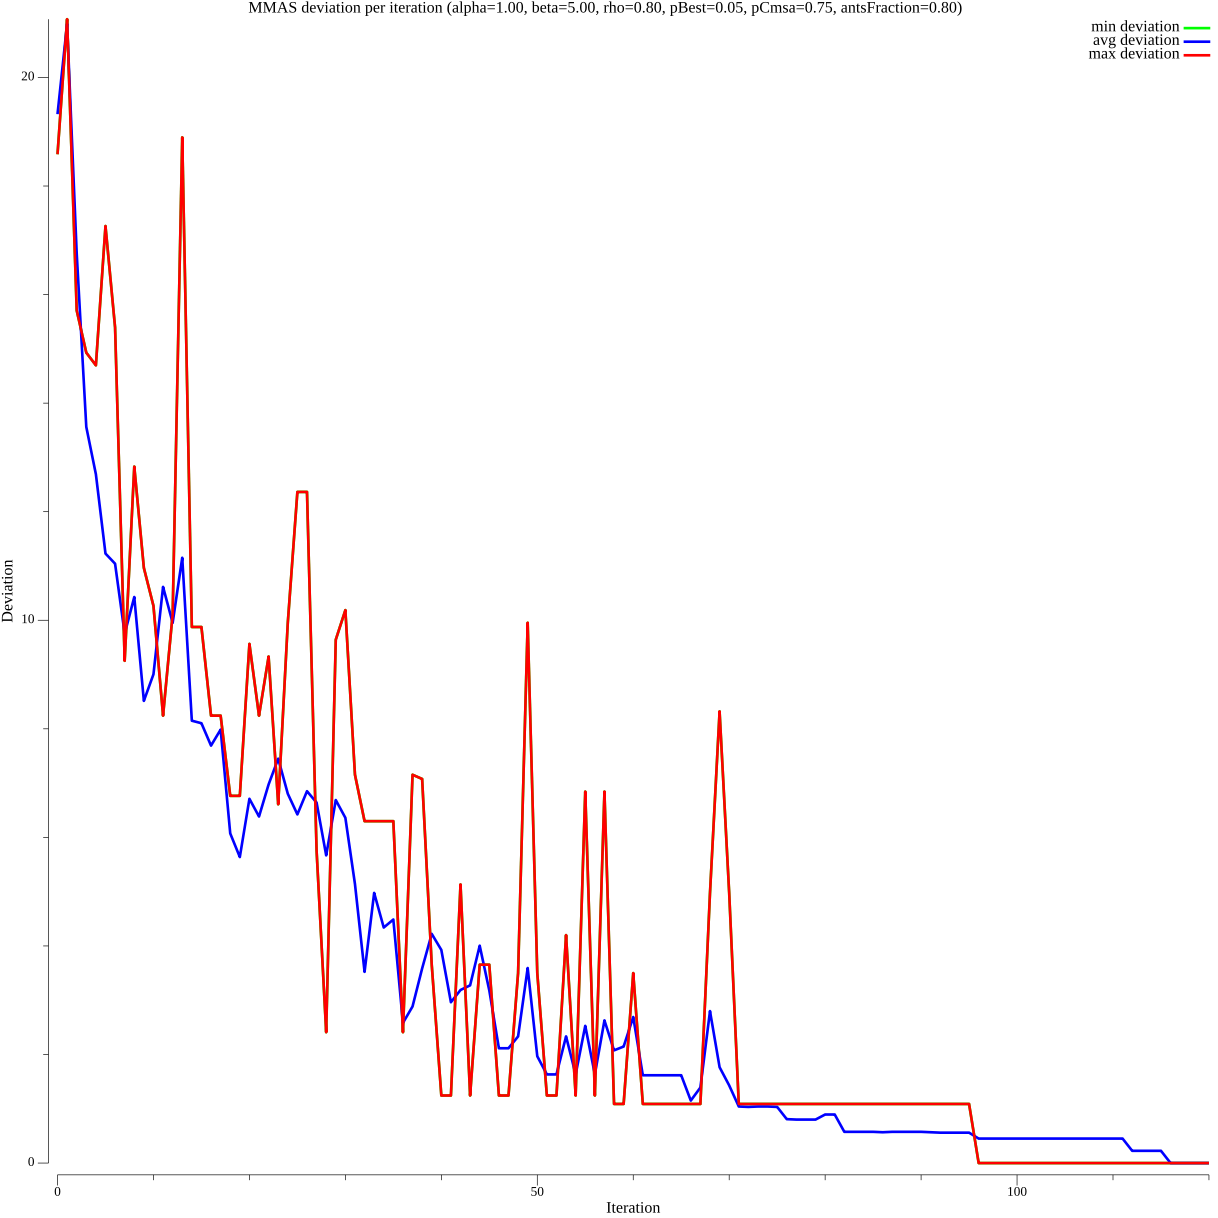 MMAS deviation per iteration (alpha=1.00, beta=5.00, rho=0.80, pBest=0.05, pCmsa=0.75, antsFraction=0.80)
min deviation
avg deviation
max deviation
20
10
0
Deviation
0
50
100
Iteration